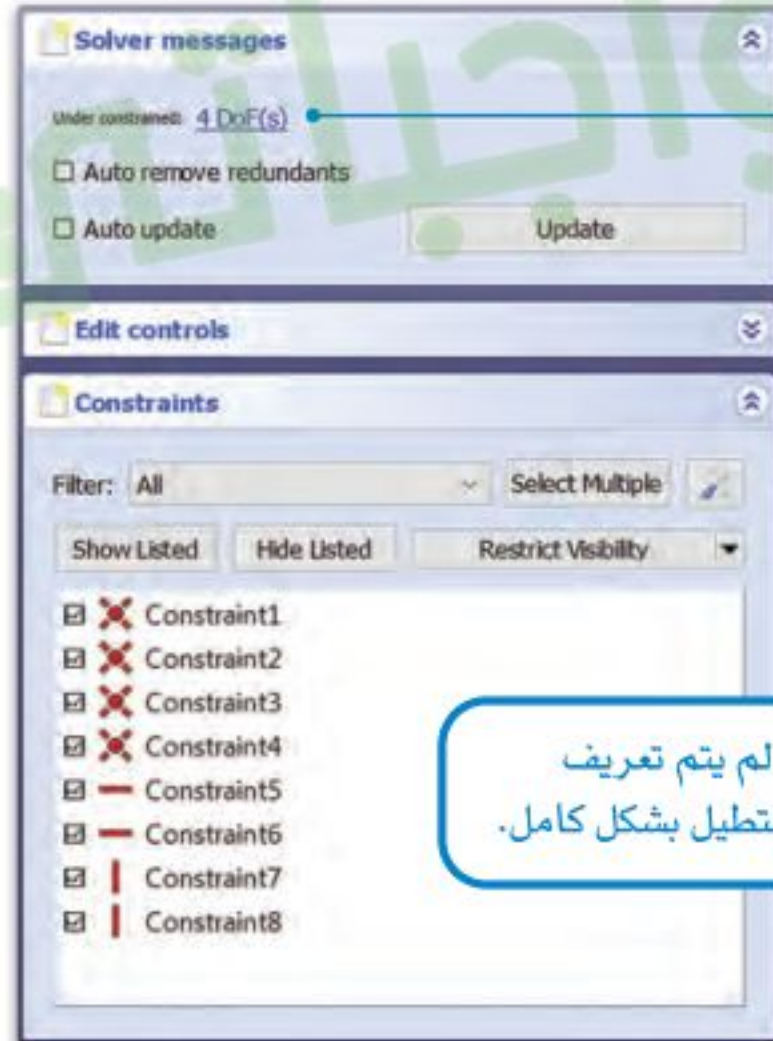 Solver messages
Under constrained: 4 DoF(s)
Auto remove redundants
Auto update
Update
Edit controls
Constraints
Filter: All
Select Multiple
Show Listed
Hide Listed
Restrict Visibility
Constraint1
Constraint2
Constraint3
Constraint4
Constraint5
Constraint6
Constraint7
Constraint8
لم يتم تعريف
بشكل كامل.